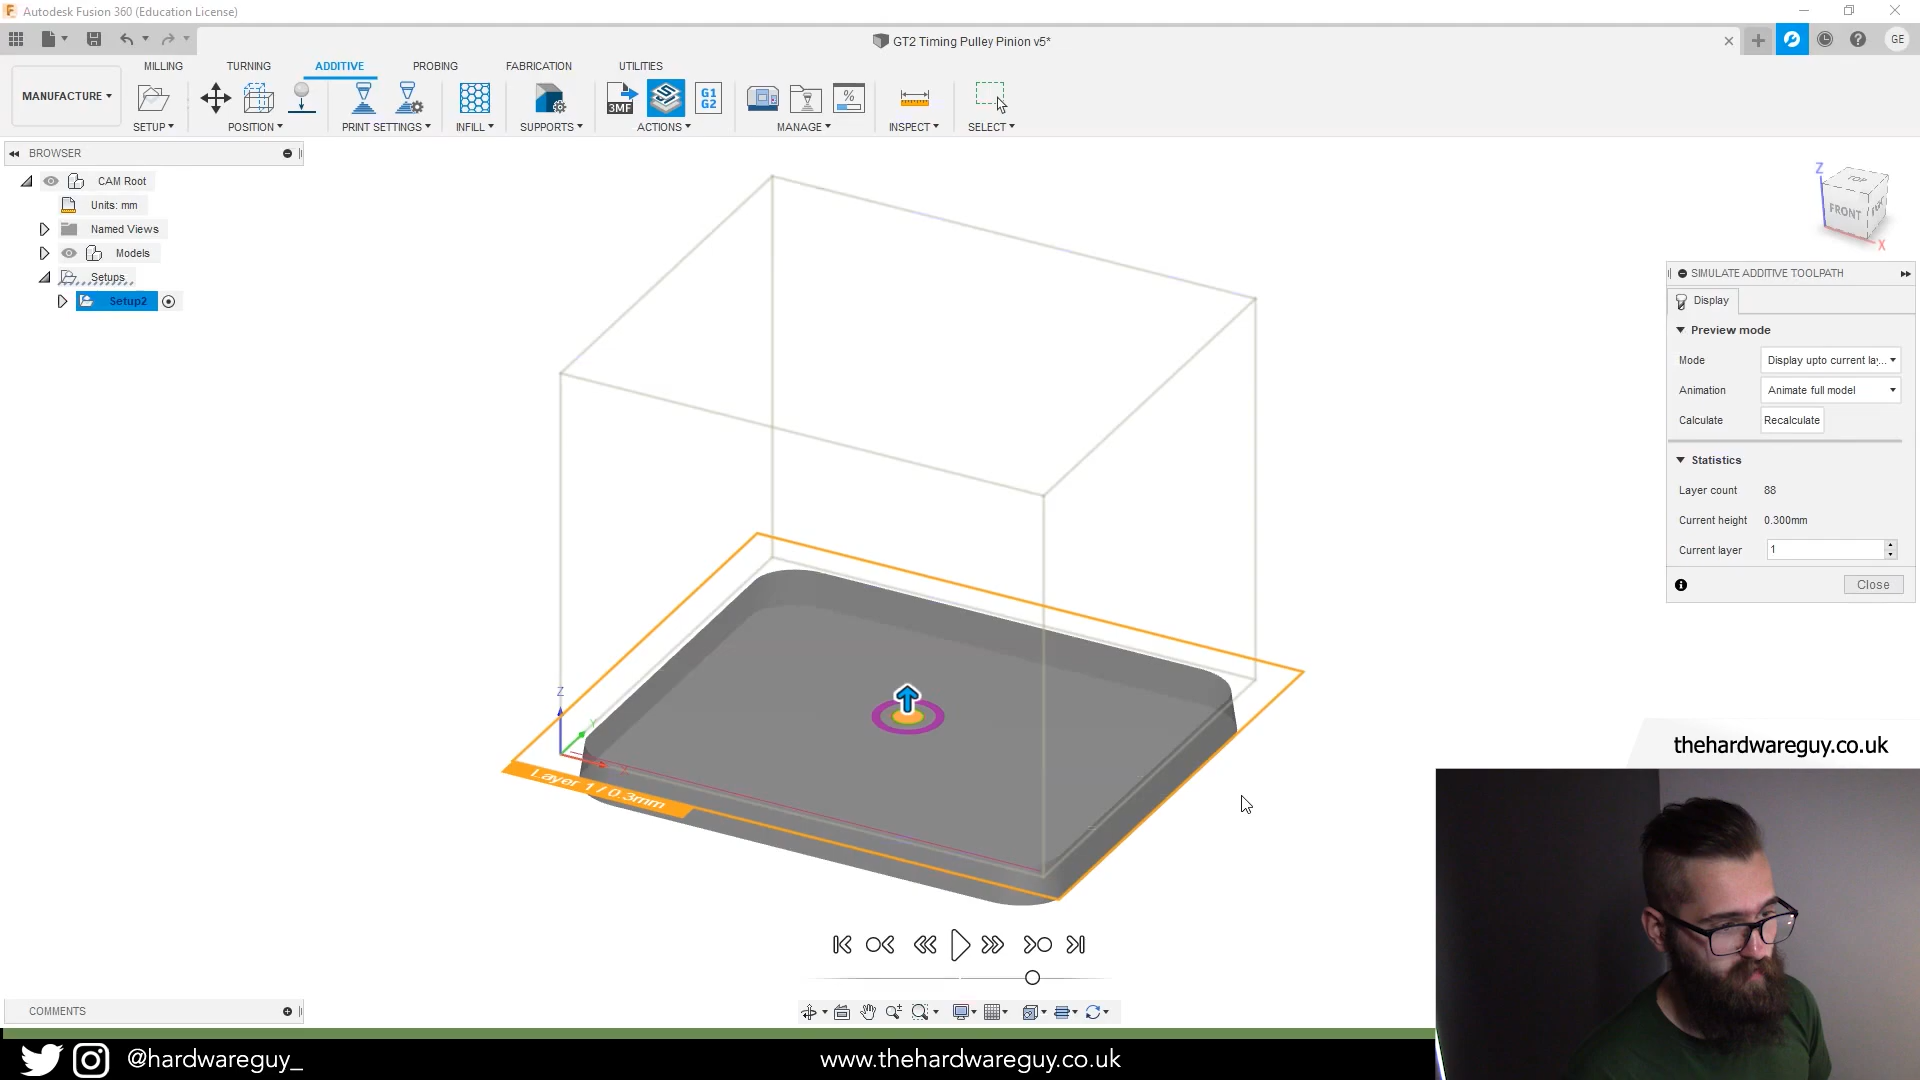 Autodesk Fusion 360 (Education License)
GT2 Timing Pulley Pinion v5*
GE
MILLING TURNING ADDITIVE PROBING FABRICATION UTILITIES
MANUFACTURE
3MF
G1
G2
%
SETUP POSITION PRINT SETTINGS INFILL SUPPORTS ACTIONS MANAGE INSPECT SELECT
BROWSER
CAM Root
Units: mm
Named Views
Models
Setups
Setup2
Z
TOP
FRONT
X
SIMULATE ADDITIVE TOOLPATH
Display
Preview mode
Mode Display upto current la...
Animation Animate full model
Calculate Recalculate
Statistics
Layer count 88
Current height 0.300mm
Current layer 1
Close
Z
Y
X
Layer 1 / 0.3mm
thehardwareguy.co.uk
COMMENTS
@hardwareguy_
www.thehardwareguy.co.uk